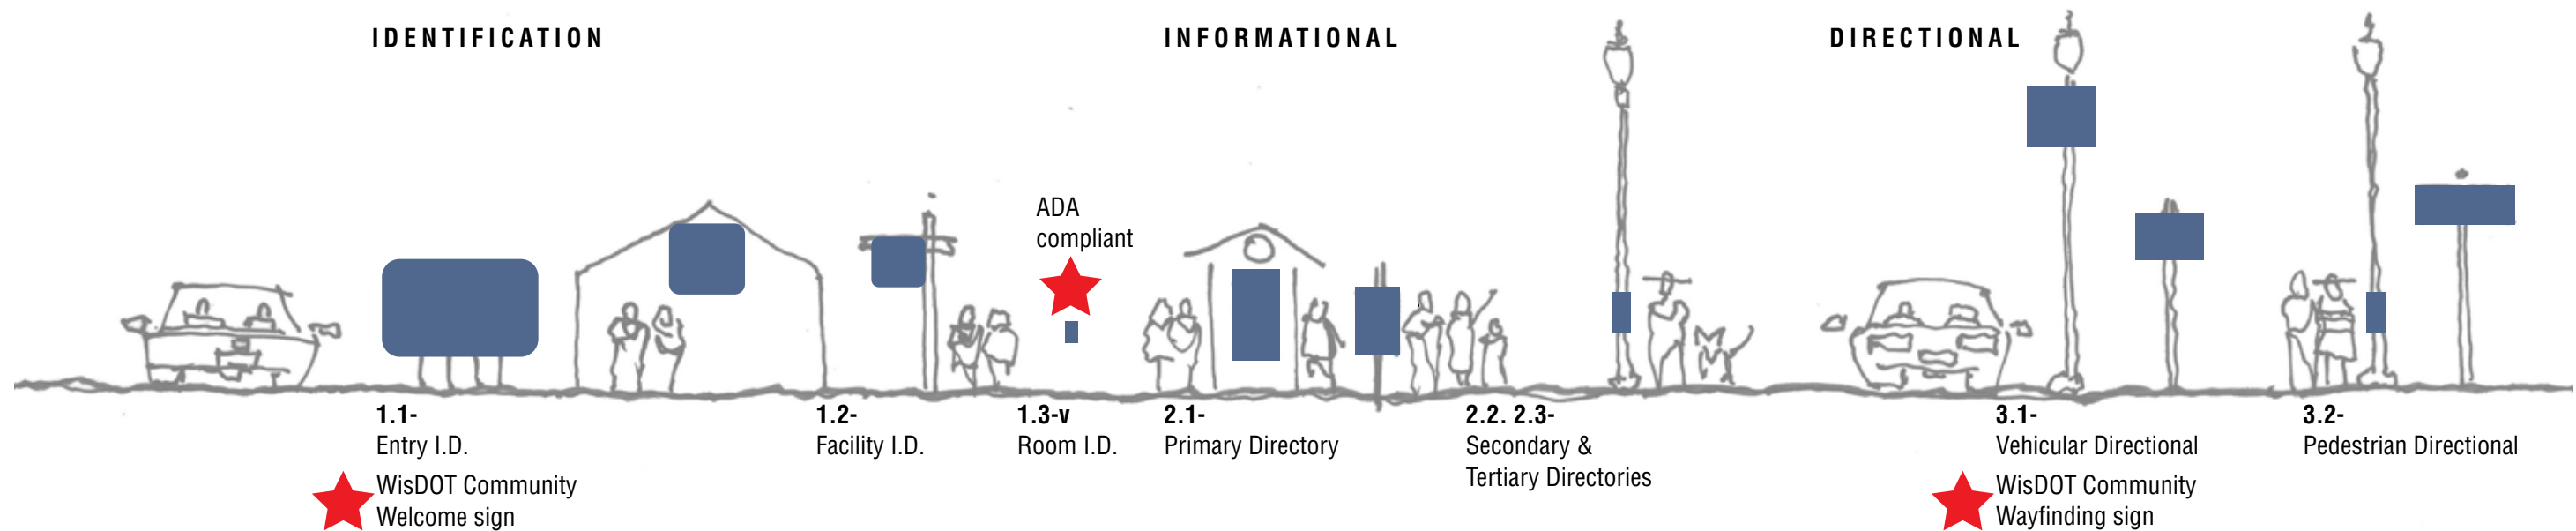 IDENTIFICATION
INFORMATIONAL
DIRECTIONAL
ADA
compliant
1.1-
Entry I.D.
WisDOT Community
Welcome sign
1.2-
Facility I.D.
1.3-v
Room I.D.
2.1-
Primary Directory
2.2. 2.3-
Secondary &
Tertiary Directories
3.1-
Vehicular Directional
WisDOT Community
Wayfinding sign
3.2-
Pedestrian Directional